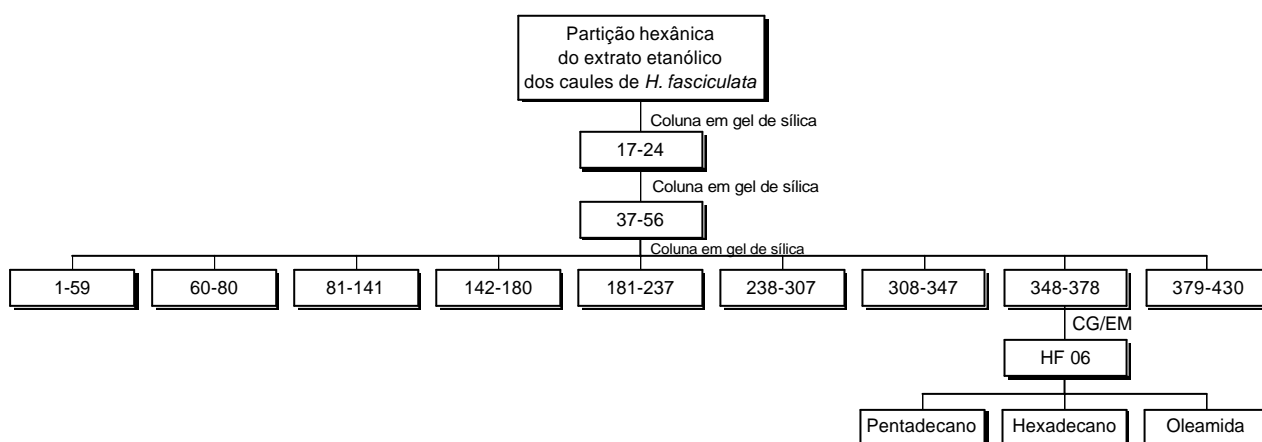 Partição hexânica
do extrato etanólico
dos caules de H. fasciculata
Coluna em gel de sílica
17-24
Coluna em gel de sílica
37-56
Coluna em gel de sílica
1-59
60-80
81-141
142-180
181-237
238-307
308-347
348-378
379-430
CG/EM
HF 06
Pentadecano
Hexadecano
Oleamida